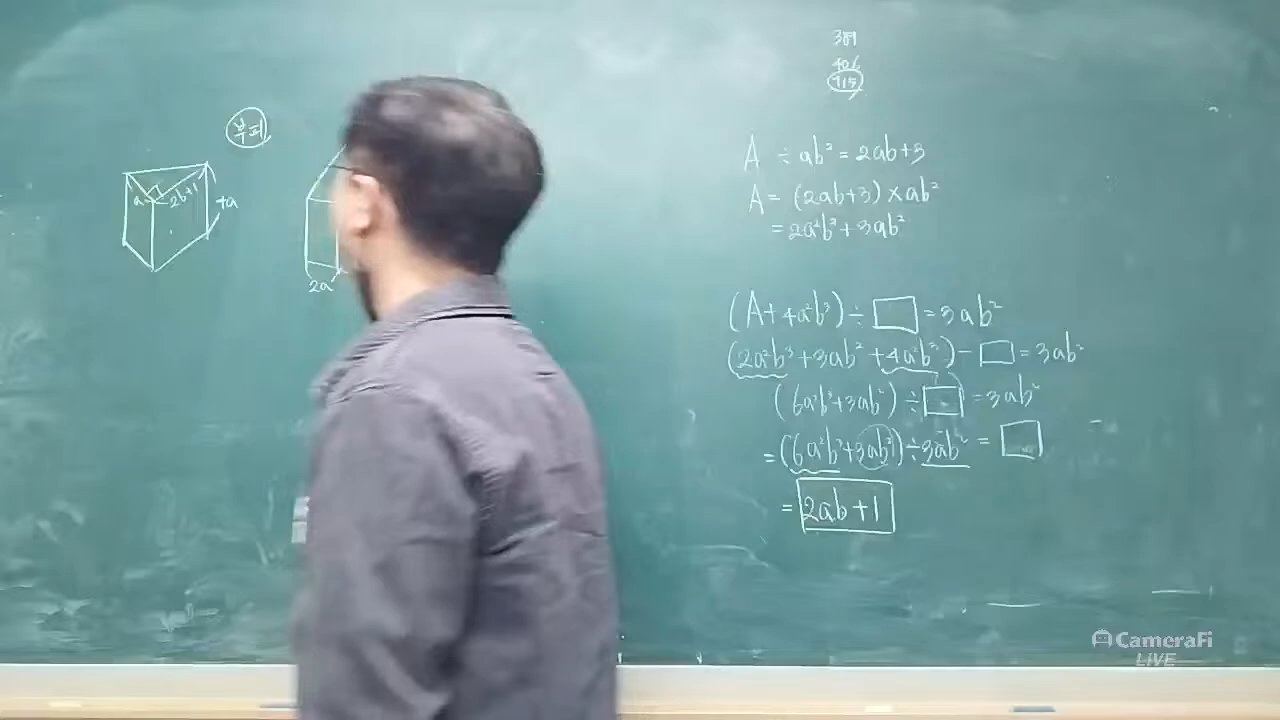 부피
a 2b+1
+a
2a
389
406
415
A ÷ ab² = 2ab+3
A = (2ab+3) × ab²
= 2a²b³ + 3ab²
(A + 4a²b³) ÷ □ = 3ab²
(2a²b³ + 3ab² + 4a²b³) ÷ □ = 3ab²
(6a²b³ + 3ab²) ÷ □ = 3ab²
= (6a²b³ + 3ab²) ÷ 3ab² = □
= 2ab + 1
CameraFi
LIVE